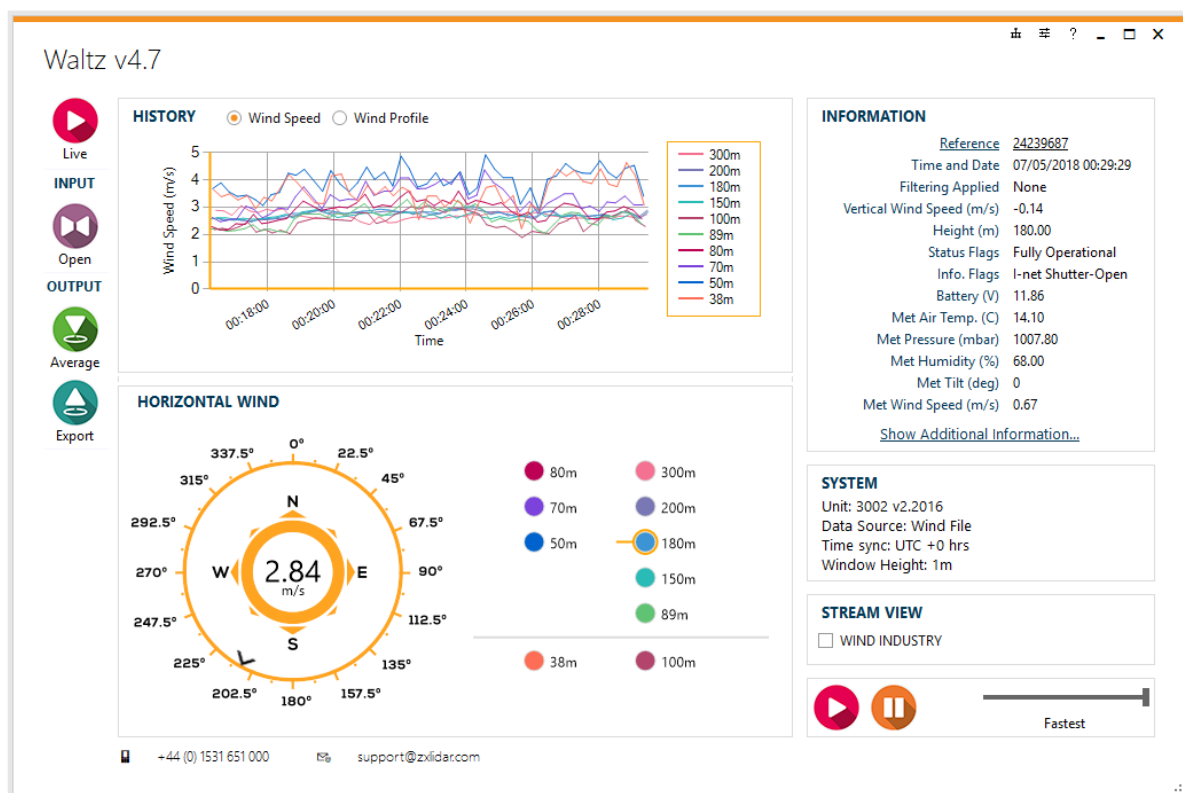 Waltz v4.7
?
Live
INPUT
Open
OUTPUT
Average
Export
HISTORY Wind Speed Wind Profile
Wind Speed (m/s)
5
4
3
2
1
0
00:18:00 00:20:00 00:22:00 00:24:00 00:26:00 00:28:00
Time
300m
200m
180m
150m
100m
89m
80m
70m
50m
38m
HORIZONTAL WIND
0°
337.5° 22.5°
315° 45°
292.5° N 67.5°
270° W 2.84 E 90°
m/s
247.5° S 112.5°
225° 135°
202.5° 180° 157.5°
80m 300m
70m 200m
50m 180m
150m
89m
38m 100m
INFORMATION
Reference 24239687
Time and Date 07/05/2018 00:29:29
Filtering Applied None
Vertical Wind Speed (m/s) -0.14
Height (m) 180.00
Status Flags Fully Operational
Info. Flags I-net Shutter-Open
Battery (V) 11.86
Met Air Temp. (C) 14.10
Met Pressure (mbar) 1007.80
Met Humidity (%) 68.00
Met Tilt (deg) 0
Met Wind Speed (m/s) 0.67
Show Additional Information...
SYSTEM
Unit: 3002 v2.2016
Data Source: Wind File
Time sync: UTC +0 hrs
Window Height: 1m
STREAM VIEW
WIND INDUSTRY
Fastest
+44 (0) 1531 651 000 support@zxlidar.com